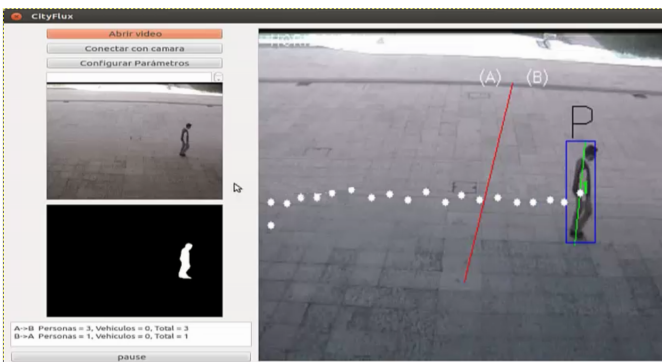 CityFlux
Abrir video
Conectar con camara
Configurar Parámetros
(A) (B)
P
A->B Personas = 3, Vehiculos = 0, Total = 3
B->A Personas = 1, Vehiculos = 0, Total = 1
pause